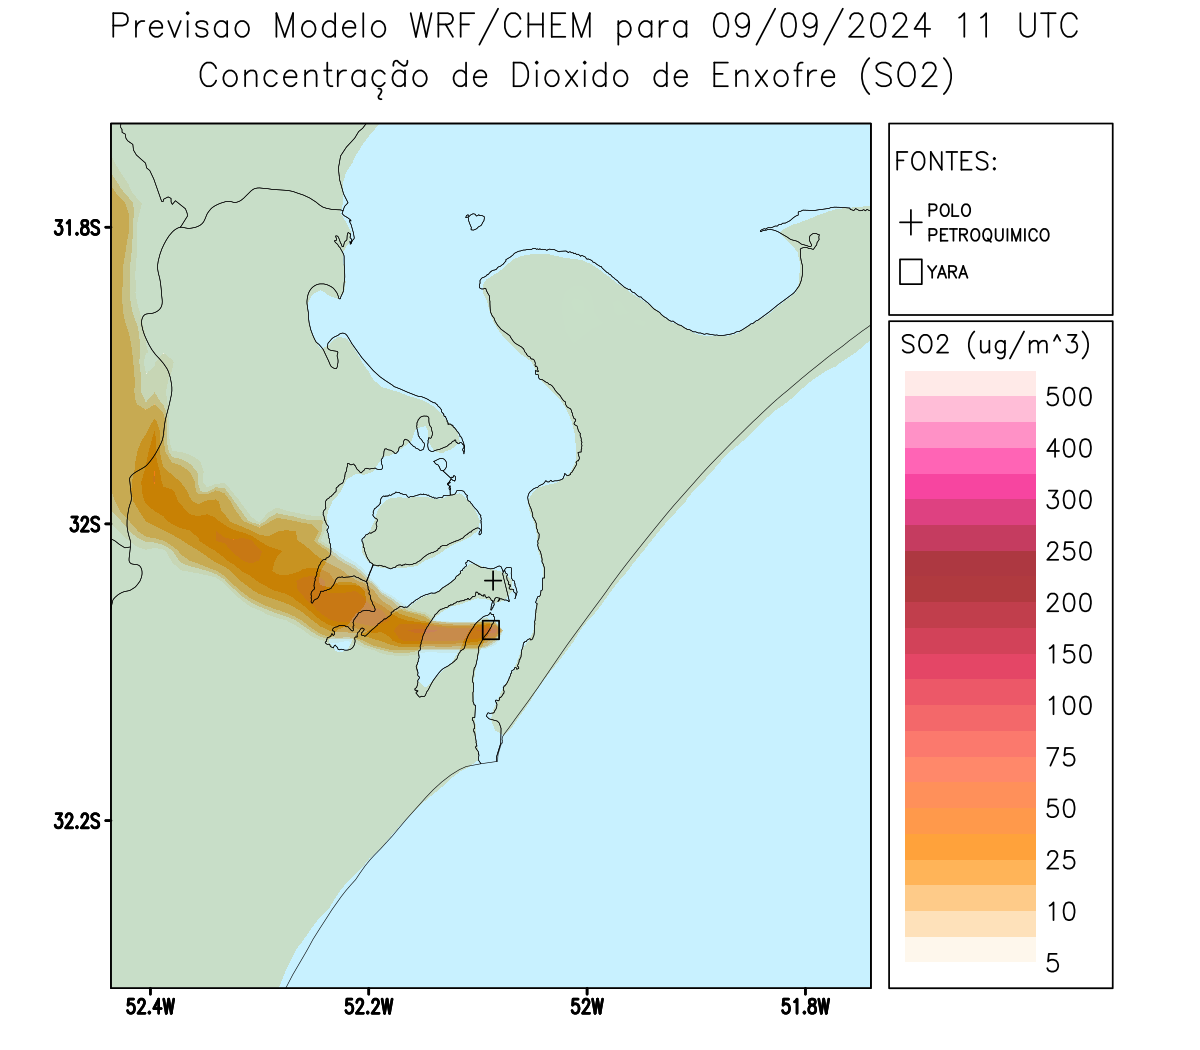 Previsao Modelo WRF/CHEM para 09/09/2024 11 UTC
Concentração de Dioxido de Enxofre (SO2)
FONTES:
POLO
PETROQUIMICO
YARA
SO2 (ug/m^3)
500
400
300
250
200
150
100
75
50
25
10
5
31.8S
32S
32.2S
52.4W
52.2W
52W
51.8W